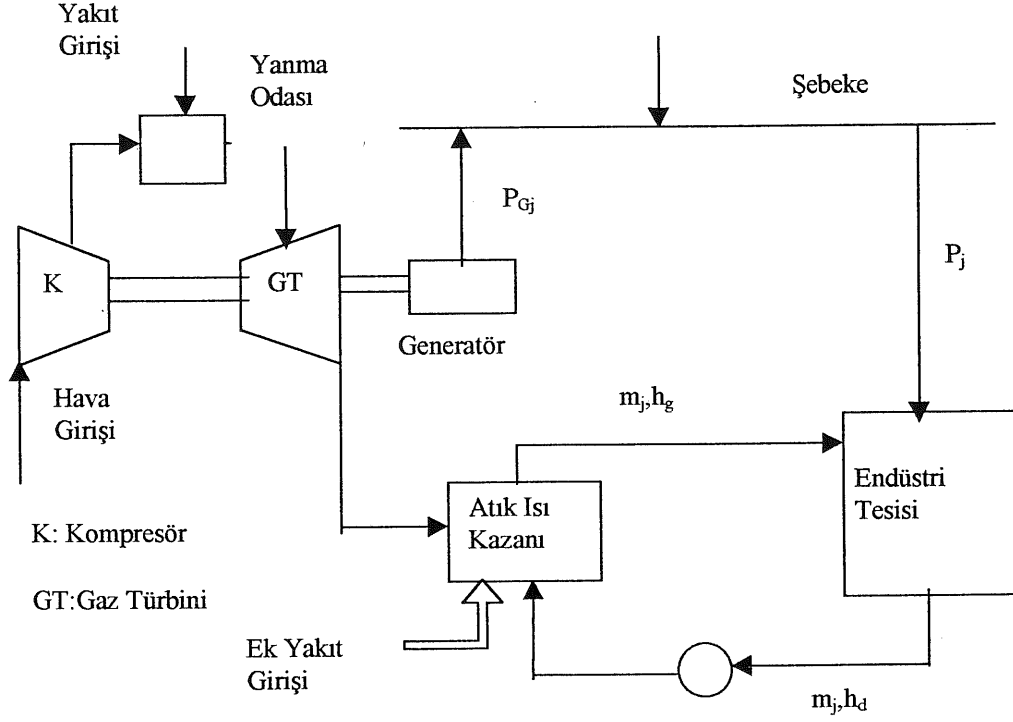 Yakıt
Girişi
Yanma
Odası
Şebeke
P_Gj
P_j
K
GT
Generatör
Hava
Girişi
m_j,h_g
Endüstri
Tesisi
Atık Isı
Kazanı
K: Kompresör
GT:Gaz Türbini
Ek Yakıt
Girişi
m_j,h_d